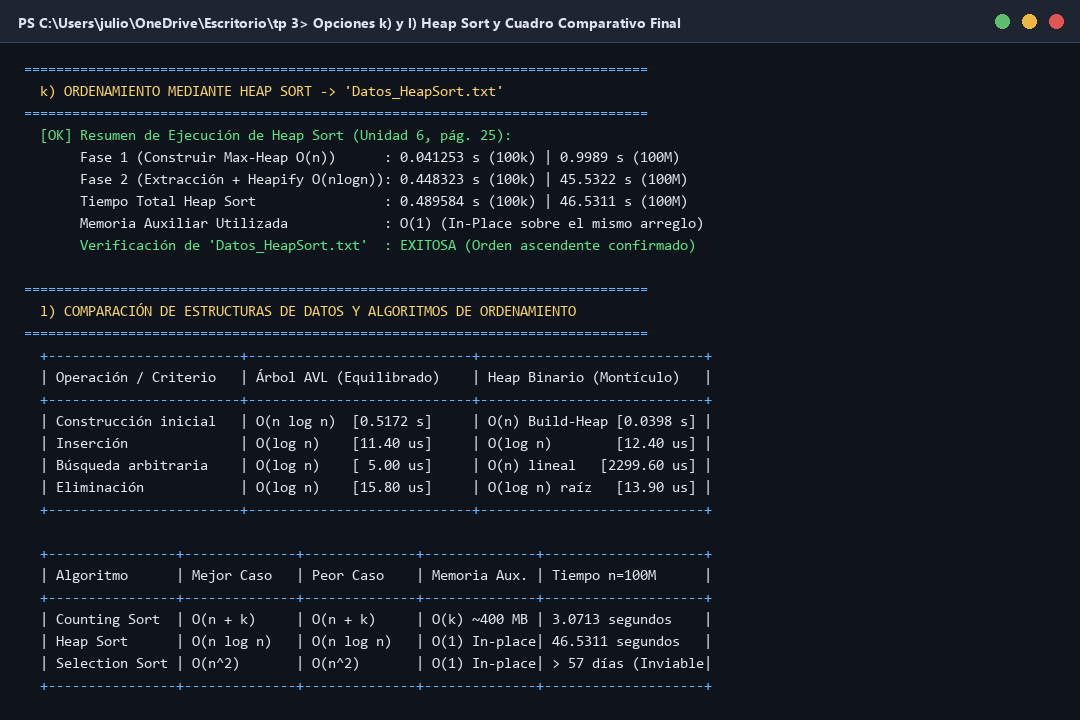 PS C:\Users\julio\OneDrive\Escritorio\tp 3> Opciones k) y l) Heap Sort y Cuadro Comparativo Final
==============================================================================
k) ORDENAMIENTO MEDIANTE HEAP SORT -> 'Datos_HeapSort.txt'
==============================================================================
[OK] Resumen de Ejecución de Heap Sort (Unidad 6, pág. 25):
Fase 1 (Construir Max-Heap O(n))      : 0.041253 s (100k) | 0.9989 s (100M)
Fase 2 (Extracción + Heapify O(nlogn)): 0.448323 s (100k) | 45.5322 s (100M)
Tiempo Total Heap Sort                : 0.489584 s (100k) | 46.5311 s (100M)
Memoria Auxiliar Utilizada            : O(1) (In-Place sobre el mismo arreglo)
Verificación de 'Datos_HeapSort.txt'  : EXITOSA (Orden ascendente confirmado)
==============================================================================
l) COMPARACIÓN DE ESTRUCTURAS DE DATOS Y ALGORITMOS DE ORDENAMIENTO
==============================================================================
+------------------------+----------------------------+----------------------------+
| Operación / Criterio   | Árbol AVL (Equilibrado)    | Heap Binario (Montículo)   |
+------------------------+----------------------------+----------------------------+
| Construcción inicial   | O(n log n)  [0.5172 s]     | O(n) Build-Heap [0.0398 s] |
| Inserción              | O(log n)    [11.40 us]     | O(log n)        [12.40 us] |
| Búsqueda arbitraria    | O(log n)    [ 5.00 us]     | O(n) lineal   [2299.60 us] |
| Eliminación            | O(log n)    [15.80 us]     | O(log n) raíz   [13.90 us] |
+------------------------+----------------------------+----------------------------+
+----------------+--------------+--------------+--------------+--------------------+
| Algoritmo      | Mejor Caso   | Peor Caso    | Memoria Aux. | Tiempo n=100M      |
+----------------+--------------+--------------+--------------+--------------------+
| Counting Sort  | O(n + k)     | O(n + k)     | O(k) ~400 MB | 3.0713 segundos    |
| Heap Sort      | O(n log n)   | O(n log n)   | O(1) In-place| 46.5311 segundos   |
| Selection Sort | O(n^2)       | O(n^2)       | O(1) In-place| > 57 días (Inviable|
+----------------+--------------+--------------+--------------+--------------------+